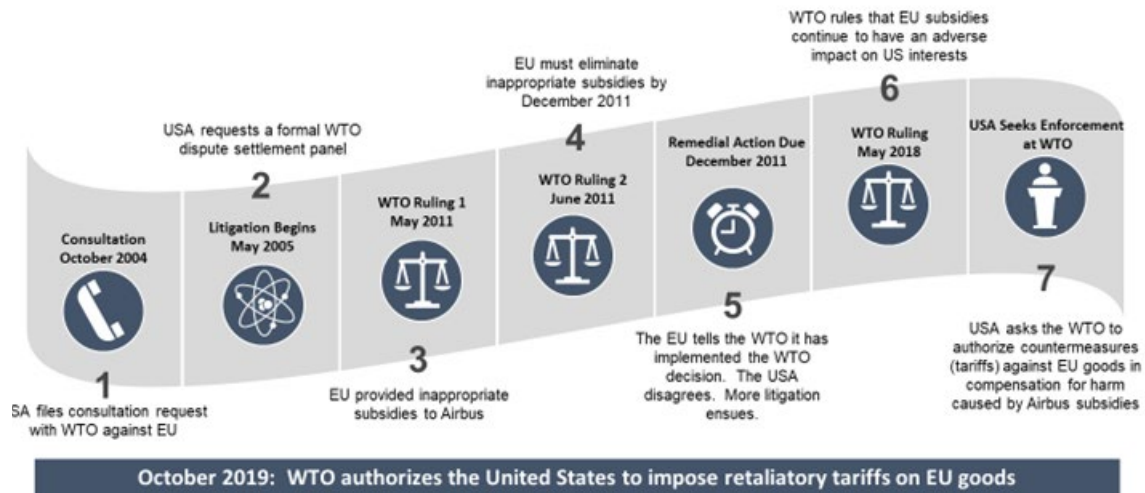 Consultation
October 2004
1
SA files consultation request
with WTO against EU
USA requests a formal WTO
dispute settlement panel
2
Litigation Begins
May 2005
WTO Ruling 1
May 2011
3
EU provided inappropriate
subsidies to Airbus
EU must eliminate
inappropriate subsidies by
December 2011
4
WTO Ruling 2
June 2011
Remedial Action Due
December 2011
5
The EU tells the WTO it has
implemented the WTO
decision. The USA
disagrees. More litigation
ensues.
WTO rules that EU subsidies
continue to have an adverse
impact on US interests
6
WTO Ruling
May 2018
USA Seeks Enforcement
at WTO
7
USA asks the WTO to
authorize countermeasures
(tariffs) against EU goods in
compensation for harm
caused by Airbus subsidies
October 2019: WTO authorizes the United States to impose retaliatory tariffs on EU goods